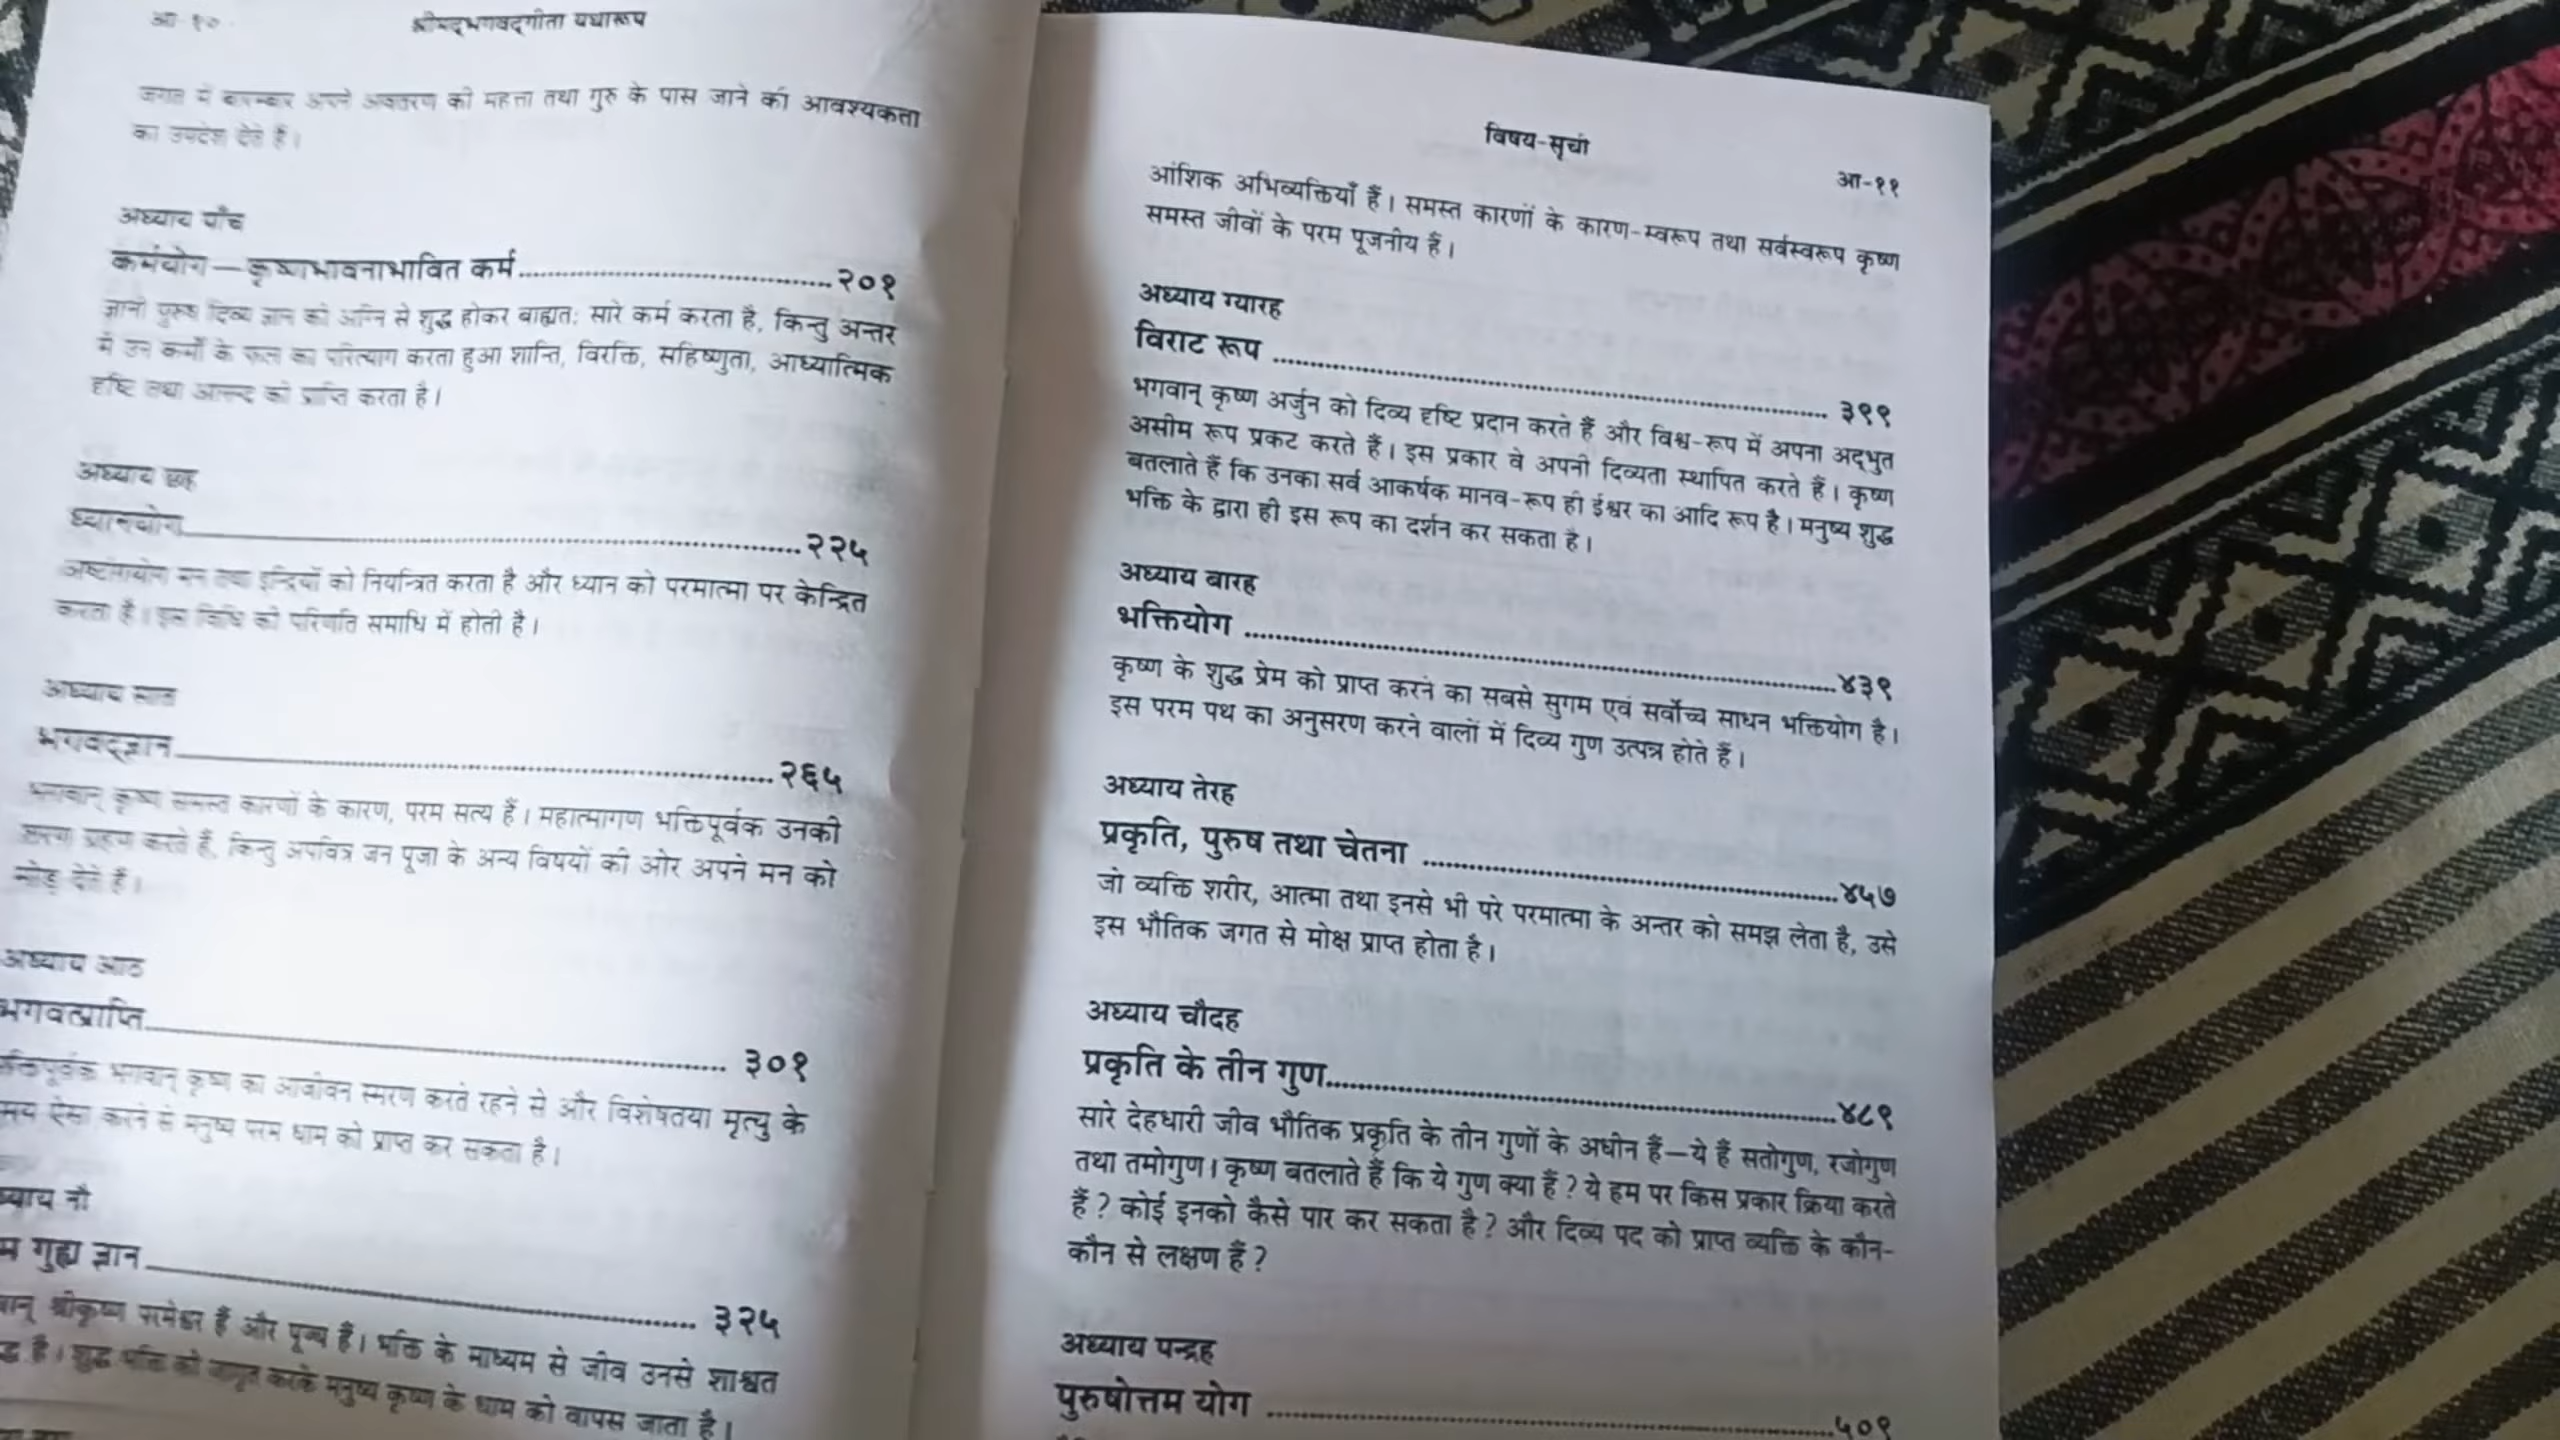 आ-१०
श्रीमद्भगवद्गीता यथारूप
जगत में बारम्बार अपने अवतरण की महत्ता तथा गुरु के पास जाने की आवश्यकता
का उपदेश देते हैं।
अध्याय पाँच
कर्मयोग—कृष्णभावनाभावित कर्म..........२०१
ज्ञानी पुरुष दिव्य ज्ञान की अग्नि से शुद्ध होकर बाह्यतः सारे कर्म करता है, किन्तु अन्तर
में उन कर्मों के फल का परित्याग करता हुआ शान्ति, विरक्ति, सहिष्णुता, आध्यात्मिक
दृष्टि तथा आनन्द की प्राप्ति करता है।
अध्याय छह
ध्यानयोग..........२२५
अष्टांगयोग मन तथा इन्द्रियों को नियन्त्रित करता है और ध्यान को परमात्मा पर केन्द्रित
करता है। इस विधि की परिणति समाधि में होती है।
अध्याय सात
भगवद्ज्ञान..........२६५
भगवान् कृष्ण समस्त कारणों के कारण, परम सत्य हैं। महात्मागण भक्तिपूर्वक उनकी
शरण ग्रहण करते हैं, किन्तु अपवित्र जन पूजा के अन्य विषयों की ओर अपने मन को
मोड़ देते हैं।
अध्याय आठ
भगवत्प्राप्ति.......... ३०१
क्तिपूर्वक भगवान् कृष्ण का आजीवन स्मरण करते रहने से और विशेषतया मृत्यु के
मय ऐसा करने से मनुष्य परम धाम को प्राप्त कर सकता है।
ध्याय नौ
म गुह्य ज्ञान.......... ३२५
वान् श्रीकृष्ण परमेश्वर हैं और पूज्य हैं। भक्ति के माध्यम से जीव उनसे शाश्वत
द्ध है। शुद्ध भक्ति को जागृत करके मनुष्य कृष्ण के धाम को वापस जाता है।
विषय-सूची
आ-११
आंशिक अभिव्यक्तियाँ हैं। समस्त कारणों के कारण-स्वरूप तथा सर्वस्वरूप कृष्ण
समस्त जीवों के परम पूजनीय हैं।
अध्याय ग्यारह
विराट रूप .......... ३९९
भगवान् कृष्ण अर्जुन को दिव्य दृष्टि प्रदान करते हैं और विश्व-रूप में अपना अद्भुत
असीम रूप प्रकट करते हैं। इस प्रकार वे अपनी दिव्यता स्थापित करते हैं। कृष्ण
बतलाते हैं कि उनका सर्व आकर्षक मानव-रूप ही ईश्वर का आदि रूप है। मनुष्य शुद्ध
भक्ति के द्वारा ही इस रूप का दर्शन कर सकता है।
अध्याय बारह
भक्तियोग ..........४३९
कृष्ण के शुद्ध प्रेम को प्राप्त करने का सबसे सुगम एवं सर्वोच्च साधन भक्तियोग है।
इस परम पथ का अनुसरण करने वालों में दिव्य गुण उत्पन्न होते हैं।
अध्याय तेरह
प्रकृति, पुरुष तथा चेतना ..........४५७
जो व्यक्ति शरीर, आत्मा तथा इनसे भी परे परमात्मा के अन्तर को समझ लेता है, उसे
इस भौतिक जगत से मोक्ष प्राप्त होता है।
अध्याय चौदह
प्रकृति के तीन गुण..........४८९
सारे देहधारी जीव भौतिक प्रकृति के तीन गुणों के अधीन हैं—ये हैं सतोगुण, रजोगुण
तथा तमोगुण। कृष्ण बतलाते हैं कि ये गुण क्या हैं ? ये हम पर किस प्रकार क्रिया करते
हैं ? कोई इनको कैसे पार कर सकता है ? और दिव्य पद को प्राप्त व्यक्ति के कौन-
कौन से लक्षण हैं ?
अध्याय पन्द्रह
पुरुषोत्तम योग ..........५०९